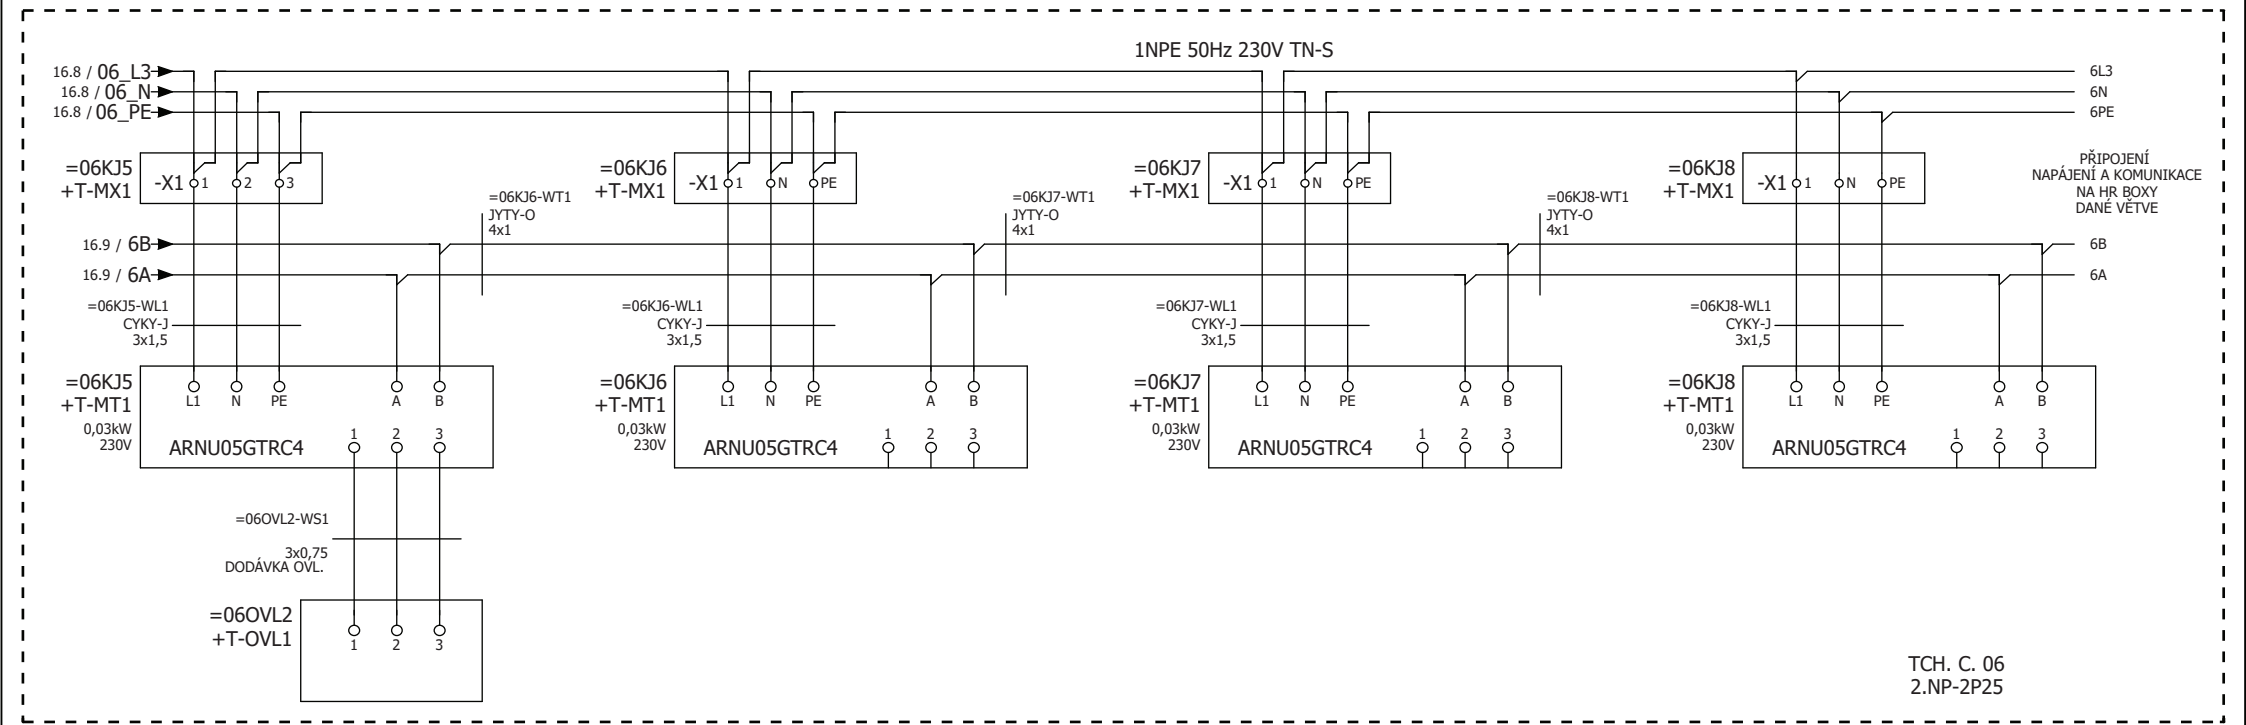 1NPE 50Hz 230V TN-S
16.8 / 06_L3
16.8 / 06_N
16.8 / 06_PE
6L3
6N
6PE
=06KJ5
+T-MX1
-X1 1 2 3
=06KJ6
+T-MX1
-X1 1 N PE
=06KJ7
+T-MX1
-X1 1 N PE
=06KJ8
+T-MX1
-X1 1 N PE
PŘIPOJENÍ
NAPÁJENÍ A KOMUNIKACE
NA HR BOXY
DANÉ VĚTVE
=06KJ6-WT1
JYTY-O
4x1
=06KJ7-WT1
JYTY-O
4x1
=06KJ8-WT1
JYTY-O
4x1
16.9 / 6B
16.9 / 6A
6B
6A
=06KJ5-WL1
CYKY-J
3x1,5
=06KJ6-WL1
CYKY-J
3x1,5
=06KJ7-WL1
CYKY-J
3x1,5
=06KJ8-WL1
CYKY-J
3x1,5
=06KJ5
+T-MT1
0,03kW
230V
L1 N PE A B
1 2 3
ARNU05GTRC4
=06KJ6
+T-MT1
0,03kW
230V
L1 N PE A B
1 2 3
ARNU05GTRC4
=06KJ7
+T-MT1
0,03kW
230V
L1 N PE A B
1 2 3
ARNU05GTRC4
=06KJ8
+T-MT1
0,03kW
230V
L1 N PE A B
1 2 3
ARNU05GTRC4
=06OVL2-WS1
3x0,75
DODÁVKA OVL.
=06OVL2
+T-OVL1
1 2 3
TCH. C. 06
2.NP-2P25